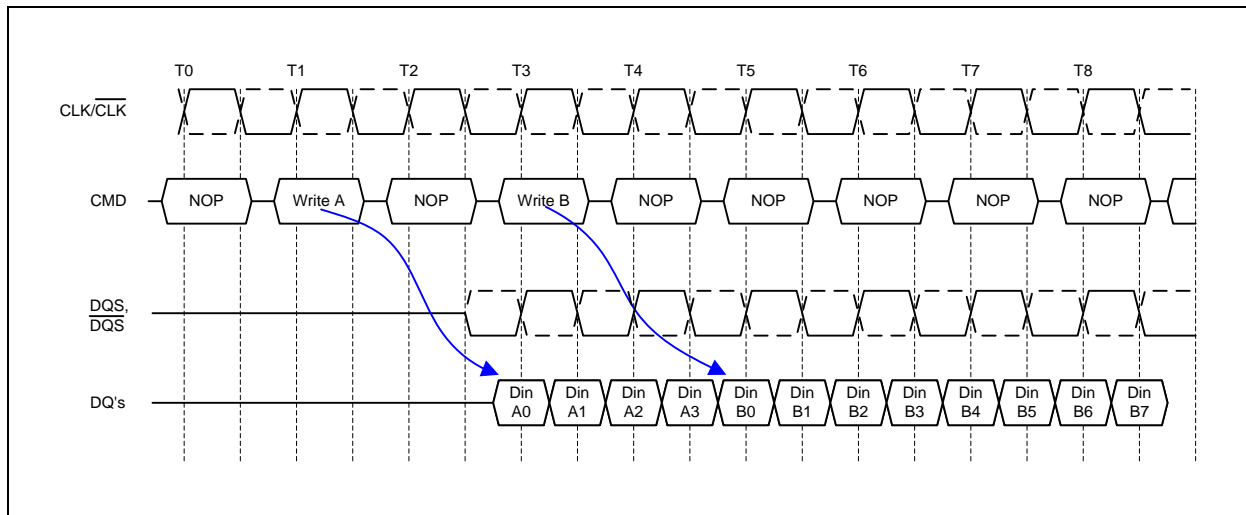 T0 T1 T2 T3 T4 T5 T6 T7 T8
CLK/C̅L̅K̅
CMD NOP Write A NOP Write B NOP NOP NOP NOP NOP
DQS,
D̅Q̅S̅
DQ's Din A0 Din A1 Din A2 Din A3 Din B0 Din B1 Din B2 Din B3 Din B4 Din B5 Din B6 Din B7